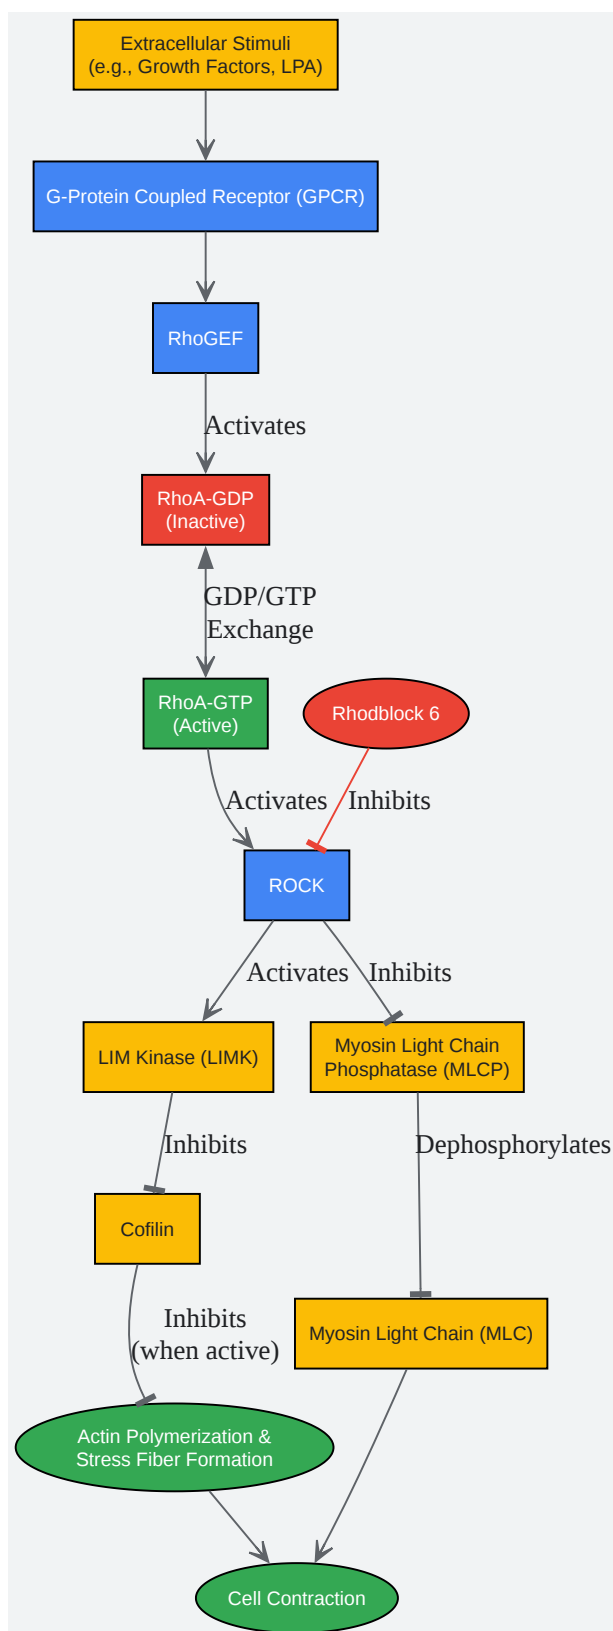 Extracellular Stimuli
(e.g., Growth Factors, LPA)
G-Protein Coupled Receptor (GPCR)
RhoGEF
Activates
RhoA-GDP
(Inactive)
GDP/GTP
Exchange
RhoA-GTP
(Active)
Rhodblock 6
Activates
Inhibits
ROCK
Activates
Inhibits
LIM Kinase (LIMK)
Myosin Light Chain
Phosphatase (MLCP)
Inhibits
Dephosphorylates
Cofilin
Inhibits
(when active)
Myosin Light Chain (MLC)
Actin Polymerization &
Stress Fiber Formation
Cell Contraction